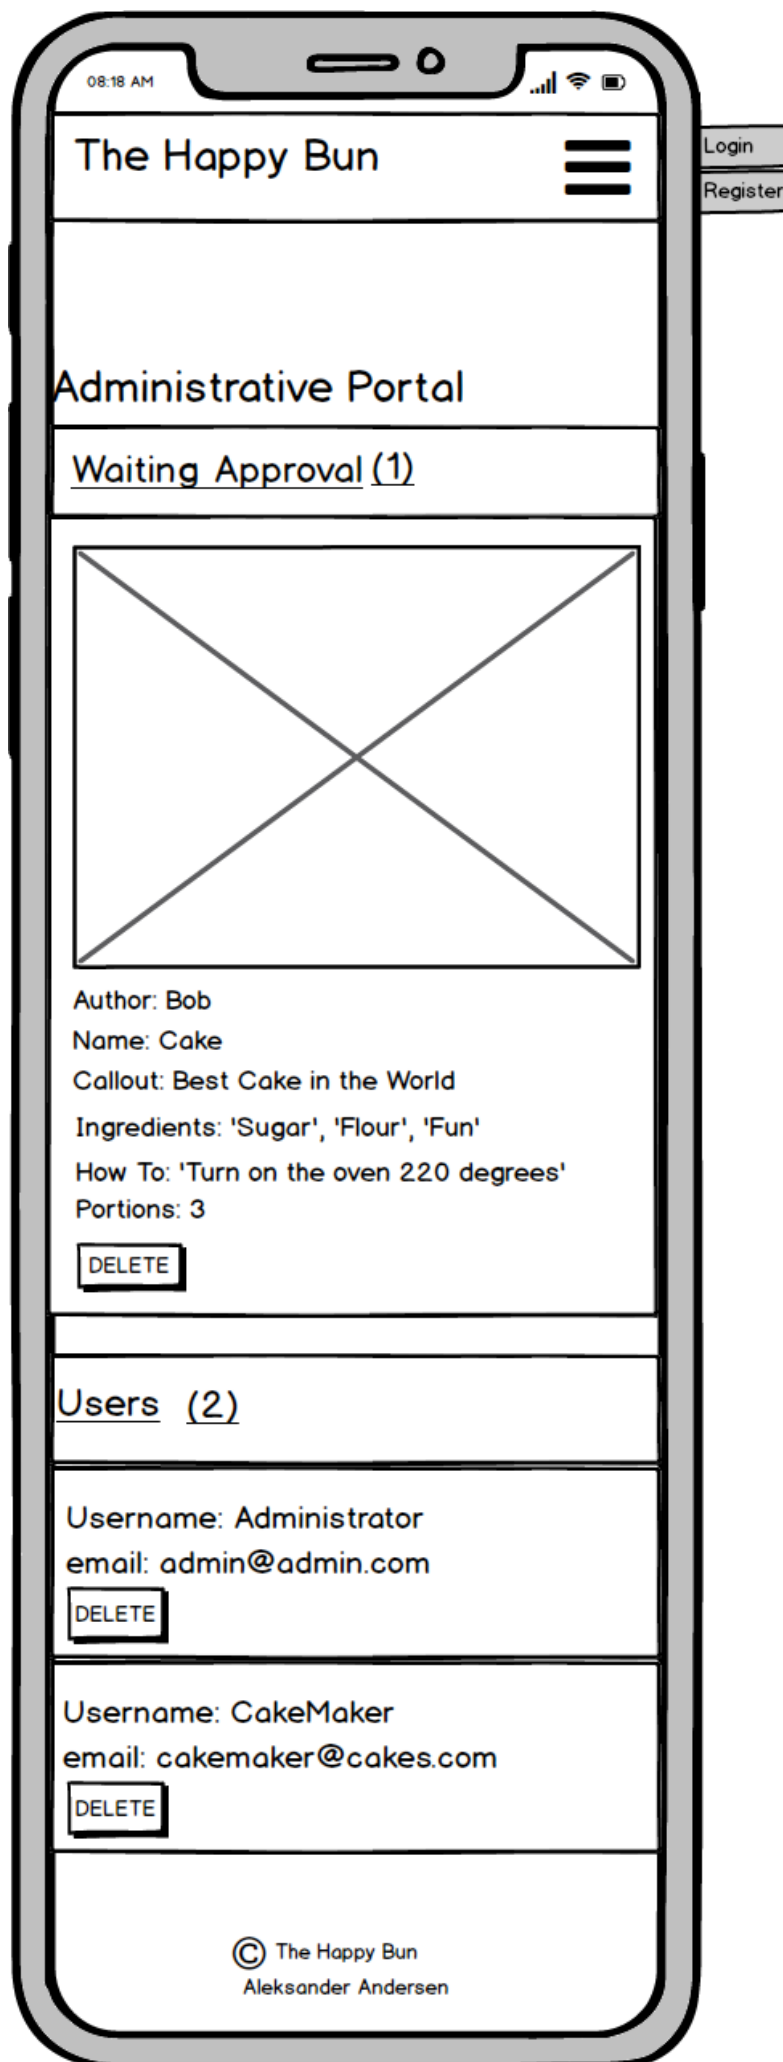 08:18 AM
The Happy Bun
Login
Register
Administrative Portal
Waiting Approval (1)
Author: Bob
Name: Cake
Callout: Best Cake in the World
Ingredients: 'Sugar', 'Flour', 'Fun'
How To: 'Turn on the oven 220 degrees'
Portions: 3
DELETE
Users (2)
Username: Administrator
email: admin@admin.com
DELETE
Username: CakeMaker
email: cakemaker@cakes.com
DELETE
© The Happy Bun
Aleksander Andersen